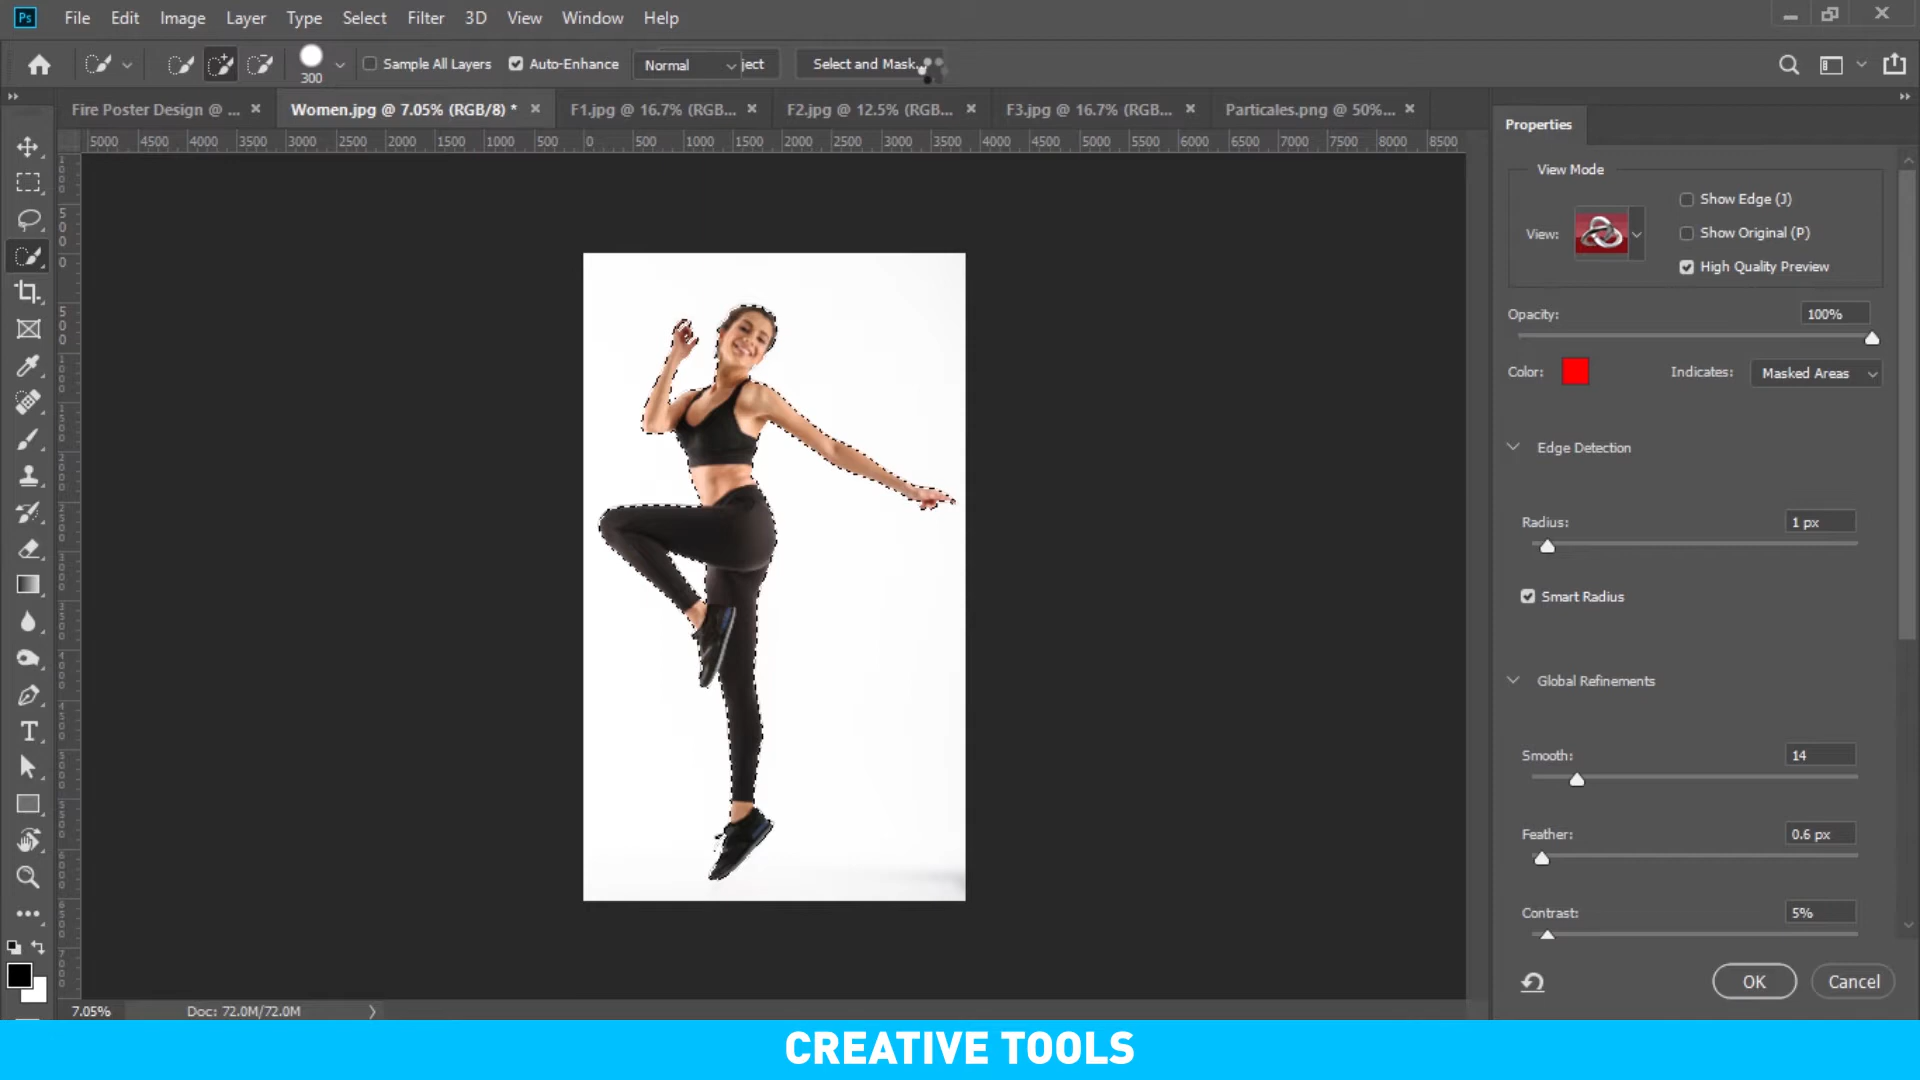 Ps File Edit Image Layer Type Select Filter 3D View Window Help
300 Sample All Layers Auto-Enhance Normal ject Select and Mask...
Fire Poster Design @ ... Women.jpg @ 7.05% (RGB/8) * F1.jpg @ 16.7% (RGB... F2.jpg @ 12.5% (RGB... F3.jpg @ 16.7% (RGB... Particales.png @ 50%...
5000 4500 4000 3500 3000 2500 2000 1500 1000 500 0 500 1000 1500 2000 2500 3000 3500 4000 4500 5000 5500 6000 6500 7000 7500 8000 8500
Properties
View Mode
Show Edge (J)
View:
Show Original (P)
High Quality Preview
Opacity: 100%
Color: Indicates: Masked Areas
Edge Detection
Radius: 1 px
Smart Radius
Global Refinements
Smooth: 14
Feather: 0.6 px
Contrast: 5%
OK Cancel
7.05% Doc: 72.0M/72.0M
CREATIVE TOOLS